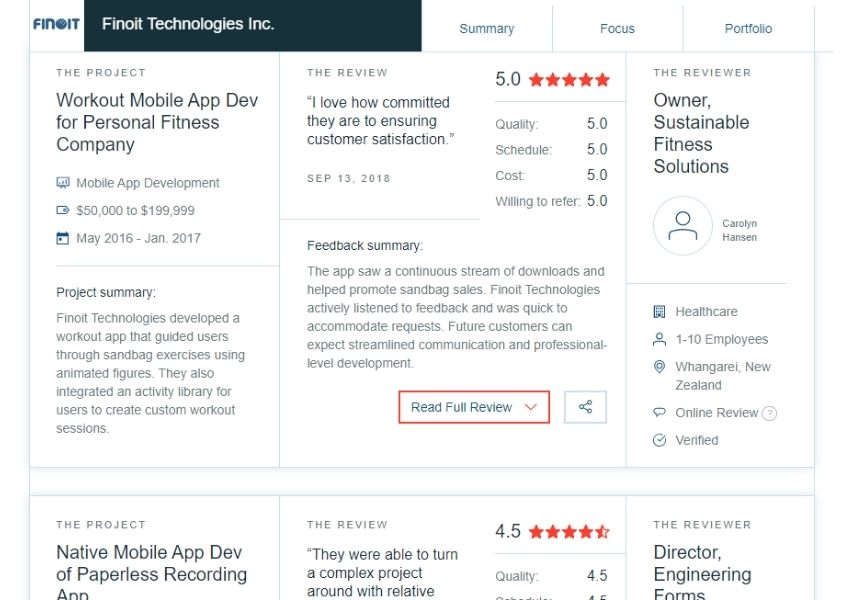 FINOIT
Finoit Technologies Inc.
Summary
Focus
Portfolio
THE PROJECT
Workout Mobile App Dev
for Personal Fitness
Company
Mobile App Development
$50,000 to $199,999
May 2016 - Jan. 2017
Project summary:
Finoit Technologies developed a
workout app that guided users
through sandbag exercises using
animated figures. They also
integrated an activity library for
users to create custom workout
sessions.
THE REVIEW
“I love how committed
they are to ensuring
customer satisfaction.”
SEP 13, 2018
5.0
Quality: 5.0
Schedule: 5.0
Cost: 5.0
Willing to refer: 5.0
Feedback summary:
The app saw a continuous stream of downloads and
helped promote sandbag sales. Finoit Technologies
actively listened to feedback and was quick to
accommodate requests. Future customers can
expect streamlined communication and professional-
level development.
Read Full Review
THE REVIEWER
Owner,
Sustainable
Fitness
Solutions
Carolyn
Hansen
Healthcare
1-10 Employees
Whangarei, New
Zealand
Online Review ?
Verified
THE PROJECT
Native Mobile App Dev
of Paperless Recording
App
THE REVIEW
“They were able to turn
a complex project
around with relative
4.5
Quality: 4.5
Schedule: 4.5
THE REVIEWER
Director,
Engineering
Forms